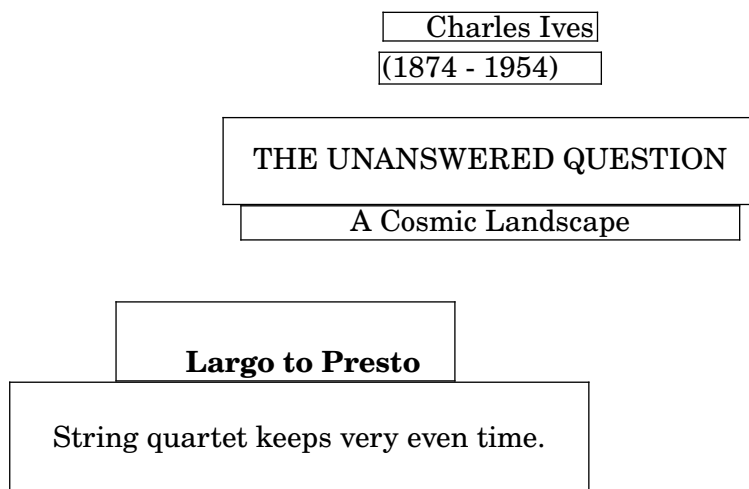 Charles Ives
(1874 - 1954)
THE UNANSWERED QUESTION
A Cosmic Landscape
Largo to Presto
String quartet keeps very even time.